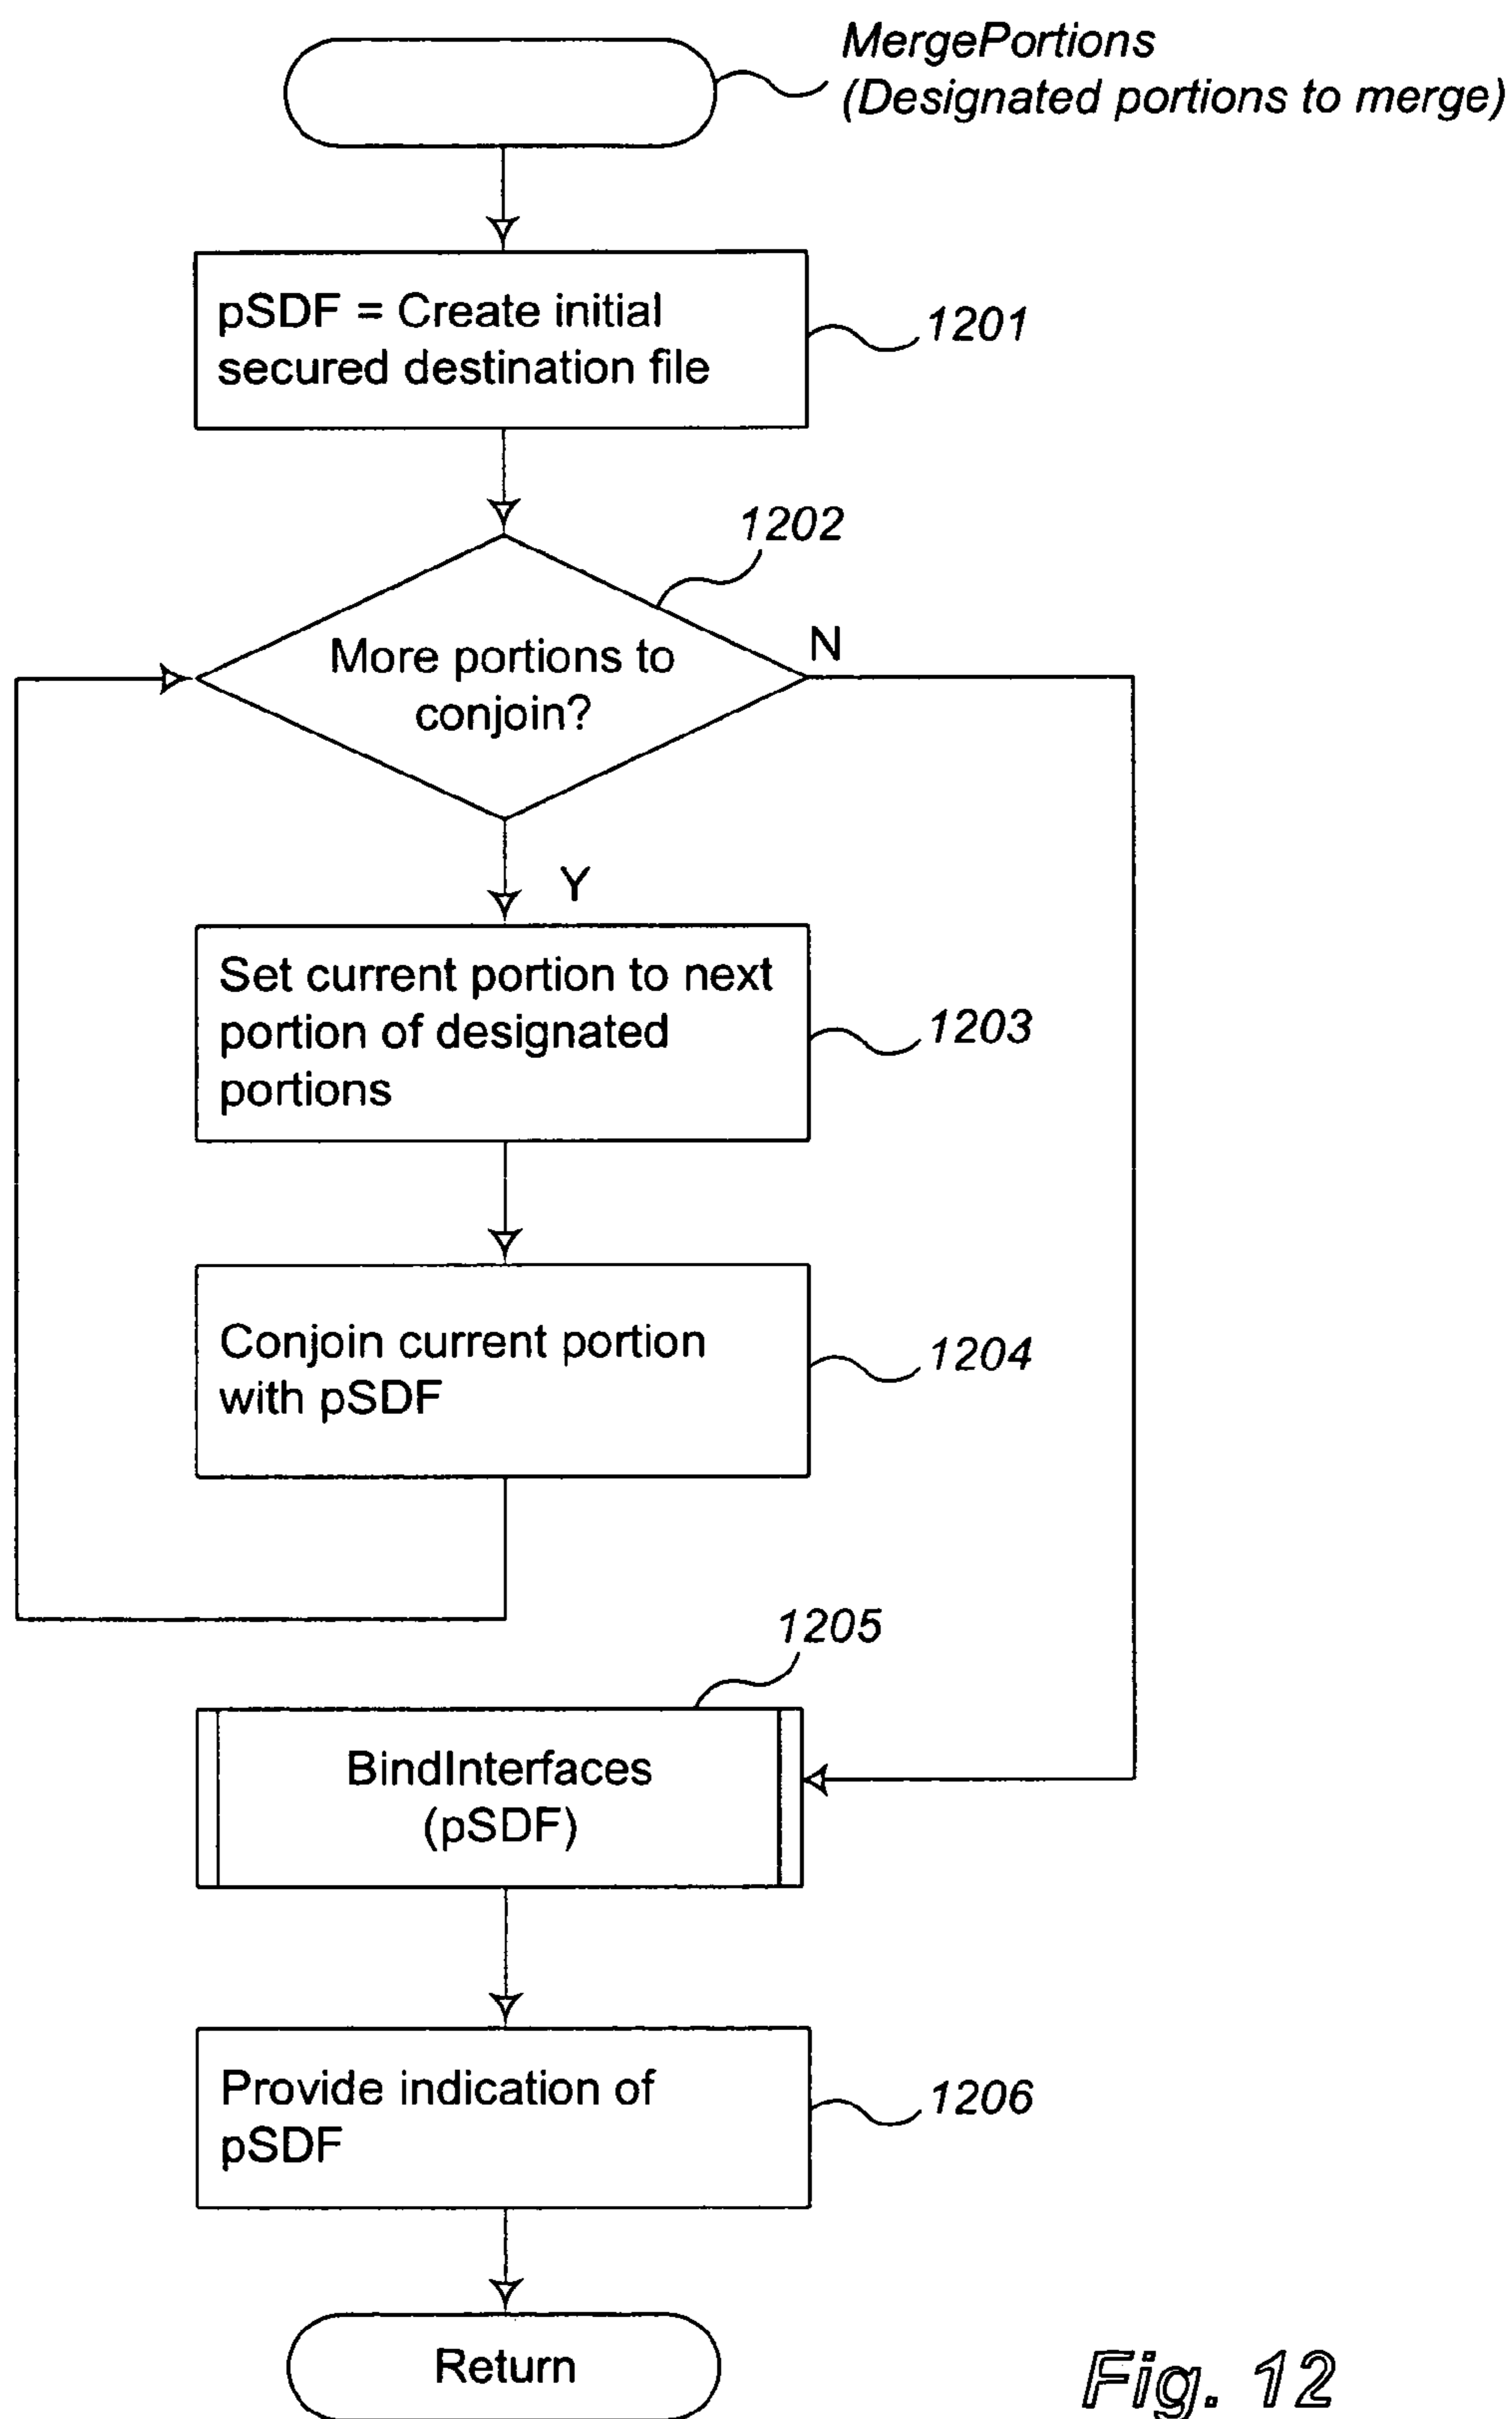 MergePortions
(Designated portions to merge)
pSDF = Create initial
secured destination file
1201
1202
More portions to
conjoin?
N
Y
Set current portion to next
portion of designated
portions
1203
Conjoin current portion
with pSDF
1204
1205
BindInterfaces
(pSDF)
Provide indication of
pSDF
1206
Return
Fig. 12